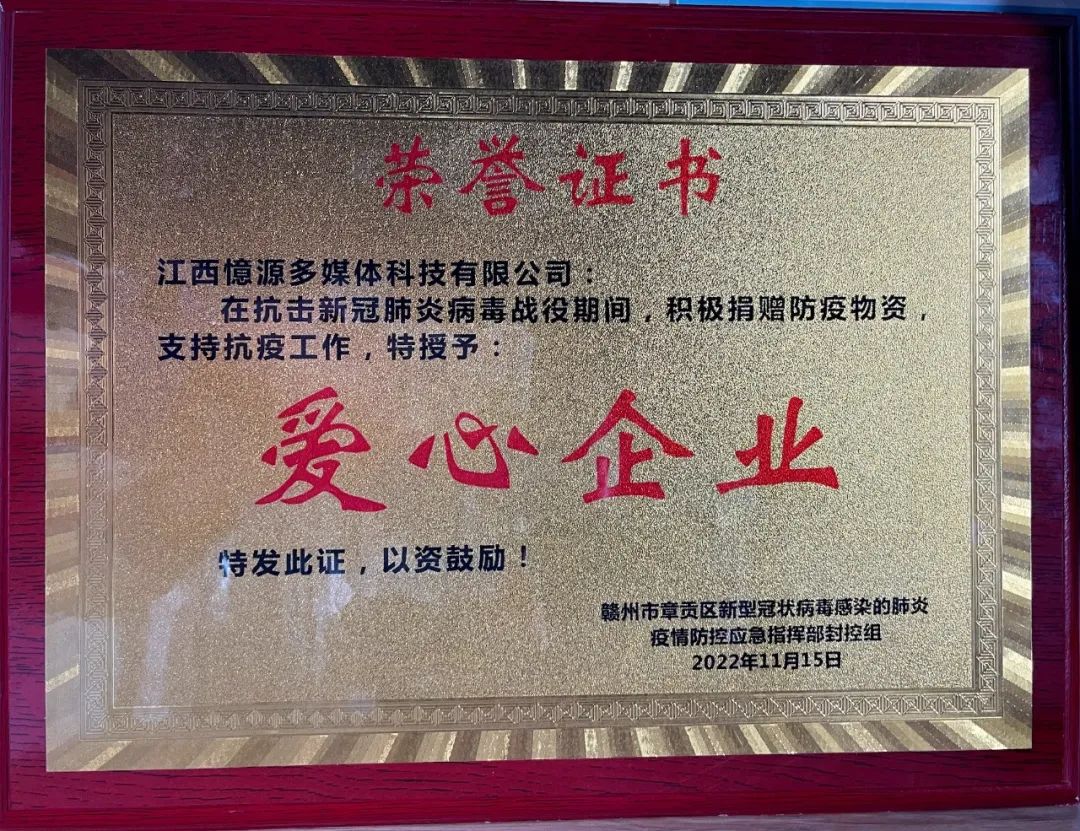 荣誉证书
江西憶源多媒体科技有限公司：
在抗击新冠肺炎病毒战役期间，积极捐赠防疫物资，
支持抗疫工作，特授予：
爱心企业
特发此证，以资鼓励！
赣州市章贡区新型冠状病毒感染的肺炎
疫情防控应急指挥部封控组
2022年11月15日